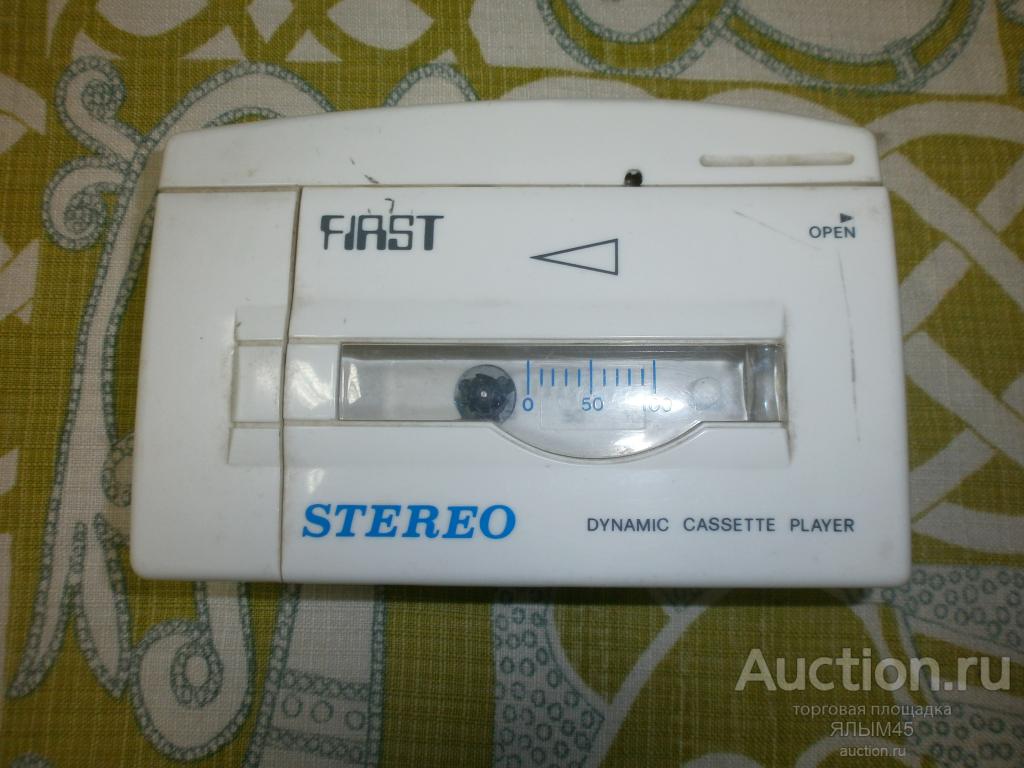 FIRST
OPEN
0 50 100
STEREO
DYNAMIC CASSETTE PLAYER
Auction.ru
торговая площадка
ЯЛЫМ45
auction.ru